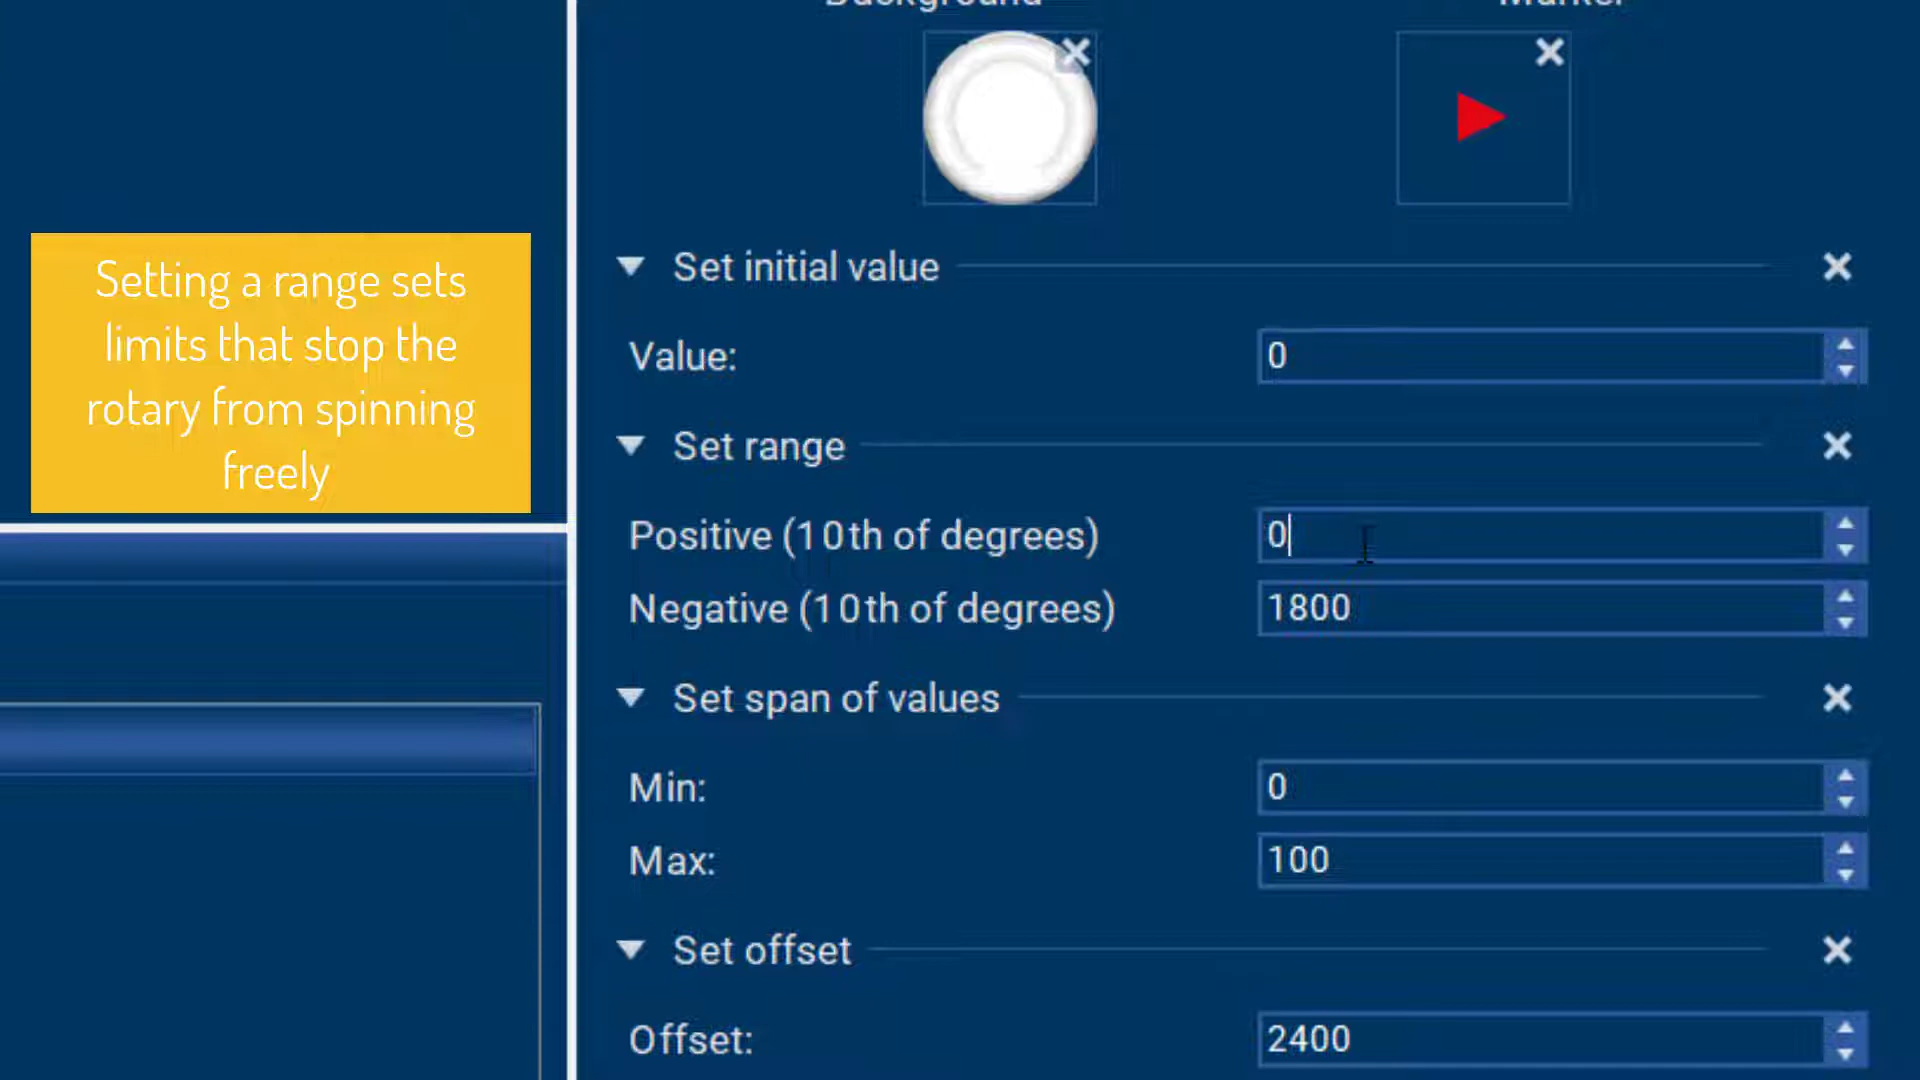 Background
Marker
Setting a range sets
limits that stop the
rotary from spinning
freely
Set initial value
Value:
0
Set range
Positive (10th of degrees)
0
Negative (10th of degrees)
1800
Set span of values
Min:
0
Max:
100
Set offset
Offset:
2400